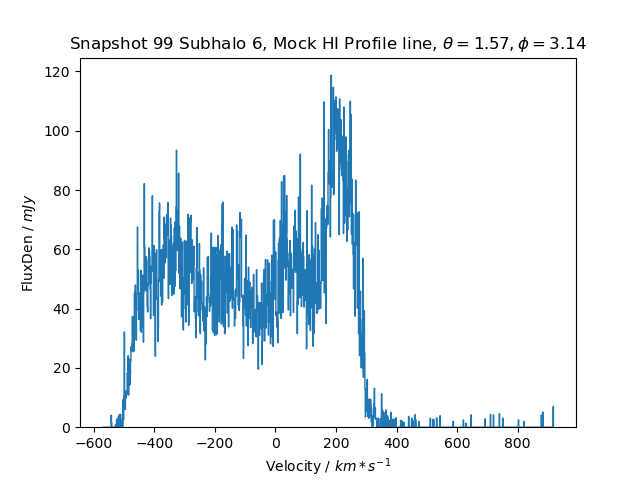 Snapshot 99 Subhalo 6, Mock HI Profile line, θ = 1.57, ϕ = 3.14
120
100
80
60
40
20
0
FluxDen / mJy
−600 −400 −200 0 200 400 600 800
Velocity / km * s⁻¹